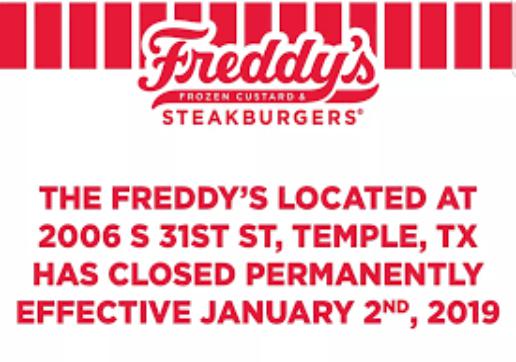 Freddy's
FROZEN CUSTARD &
STEAKBURGERS®
THE FREDDY'S LOCATED AT
2006 S 31ST ST, TEMPLE, TX
HAS CLOSED PERMANENTLY
EFFECTIVE JANUARY 2ND, 2019